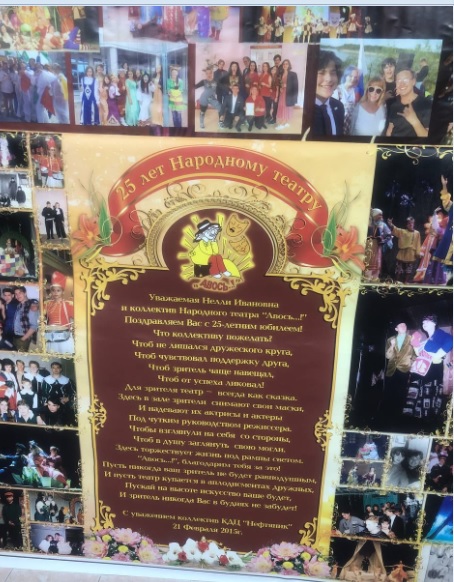 25 лет Народному театру
"Авось..!"
Уважаемая Нелли Ивановна
и коллектив Народного театра "Авось...!"
Поздравляем Вас с 25-летнем юбилеем!
Что коллективу пожелать?
Чтоб не лишался дружеского круга,
Чтоб чувствовал поддержку друга,
Чтоб зритель чаще навещал,
Чтоб от успеха ликовал!
Для зрителя театр – всегда как сказка.
Здесь в зале зрители снимают свои маски,
И надевают их актрисы и актеры
Под чутким руководством режиссера.
Чтобы взглянули на себя со стороны,
Чтоб в душу заглянуть свою могли.
Здесь торжествует жизнь под рампы светом.
"Авось...!", благодарим тебя за это!
Пусть никогда ваш зритель не будет равнодушным,
И пусть театр купается в аплодисментах дружных,
Пускай на высоте искусство ваше будет,
И зритель никогда Вас в буднях не забудет!
С уважением коллектив КДЦ "Нефтяник"
21 Февраля 2015г.